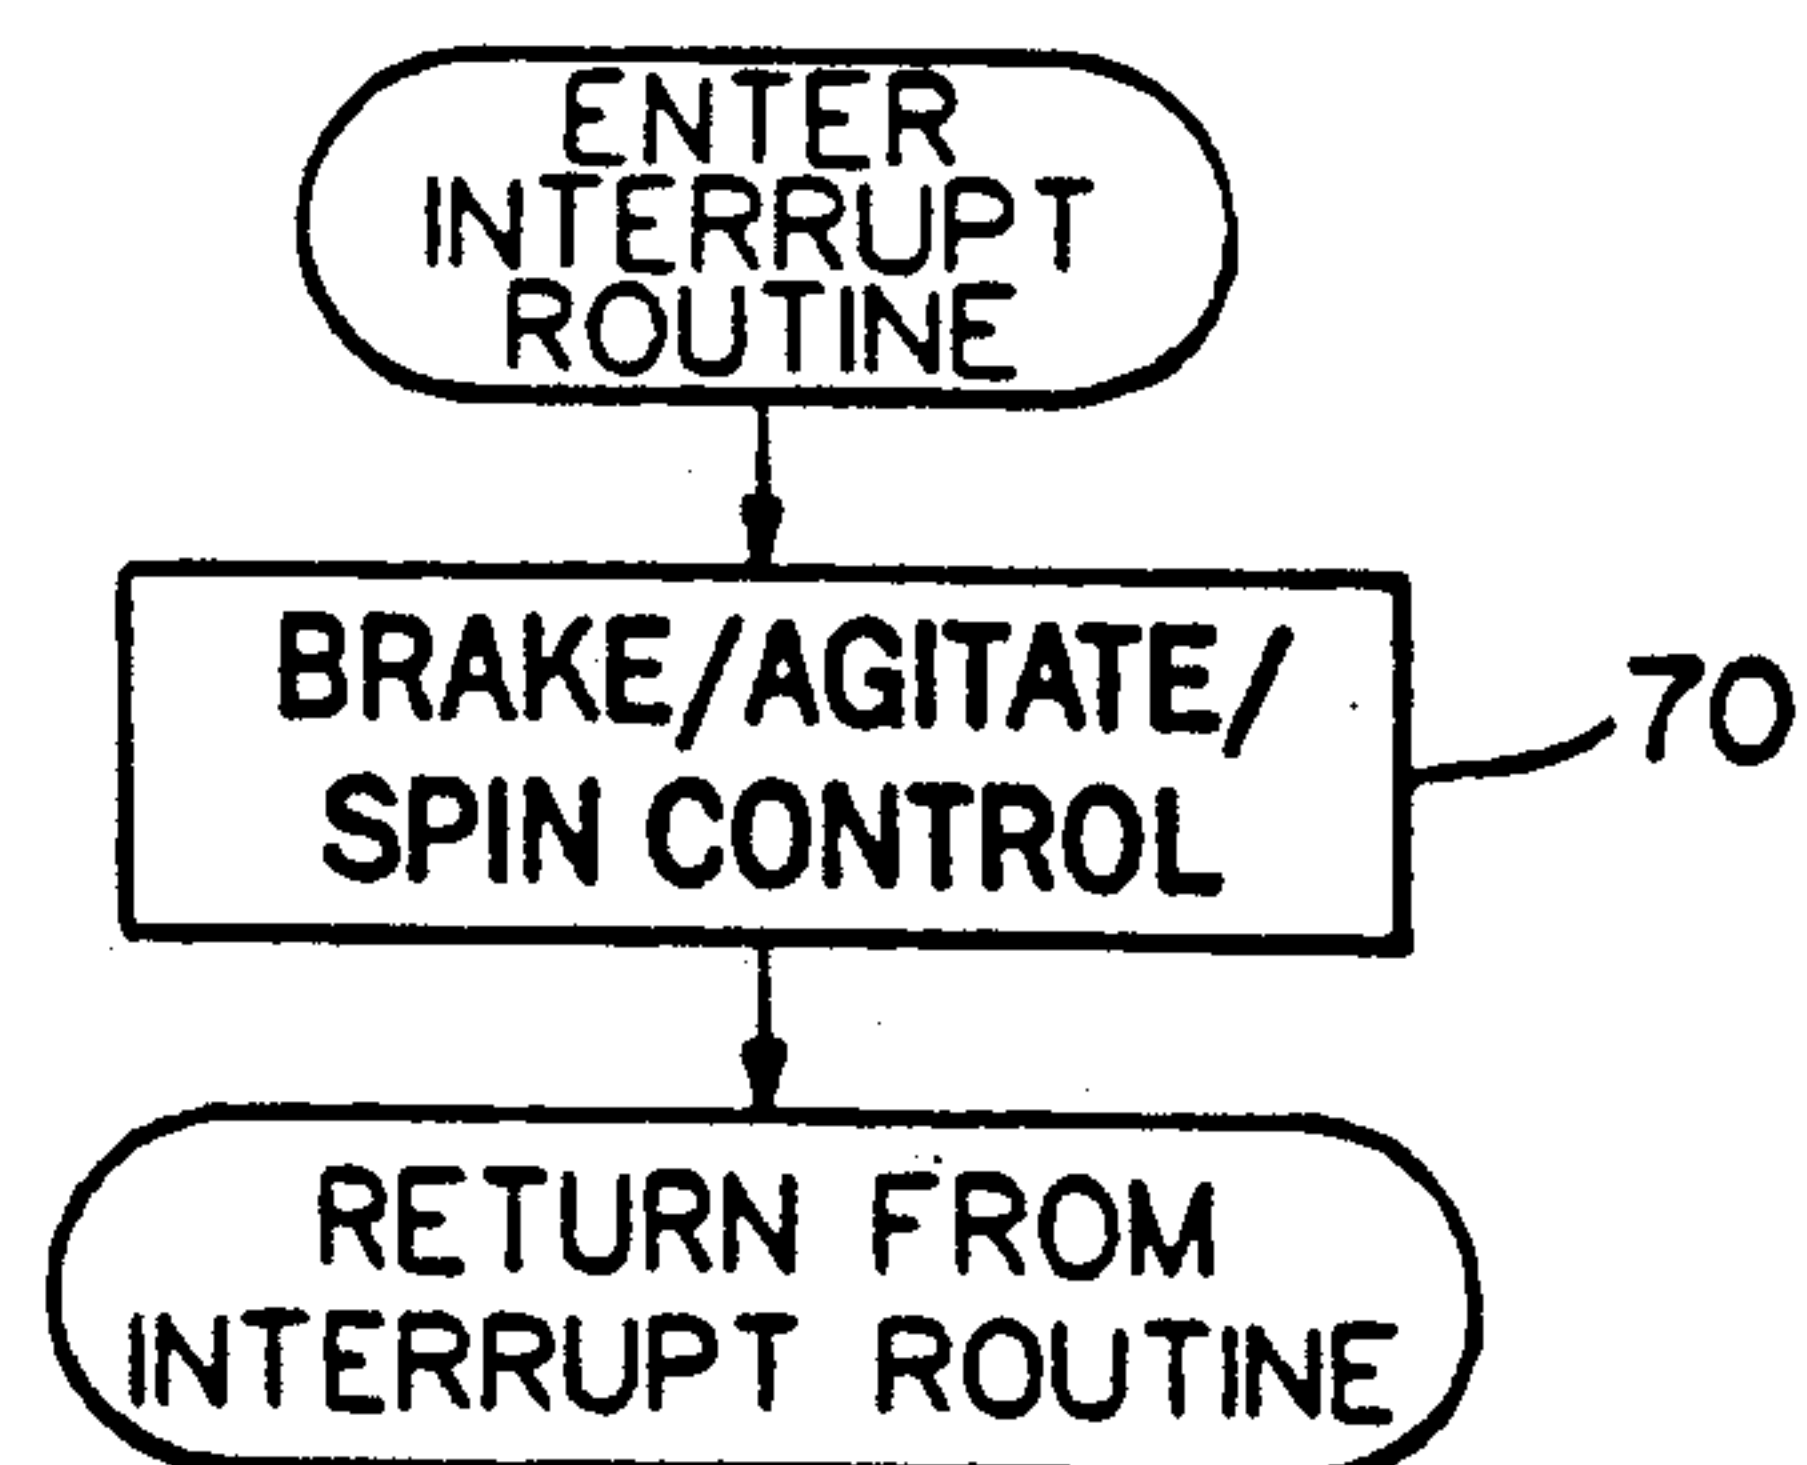 ENTER
INTERRUPT
ROUTINE
BRAKE/AGITATE/
SPIN CONTROL
70
RETURN FROM
INTERRUPT ROUTINE